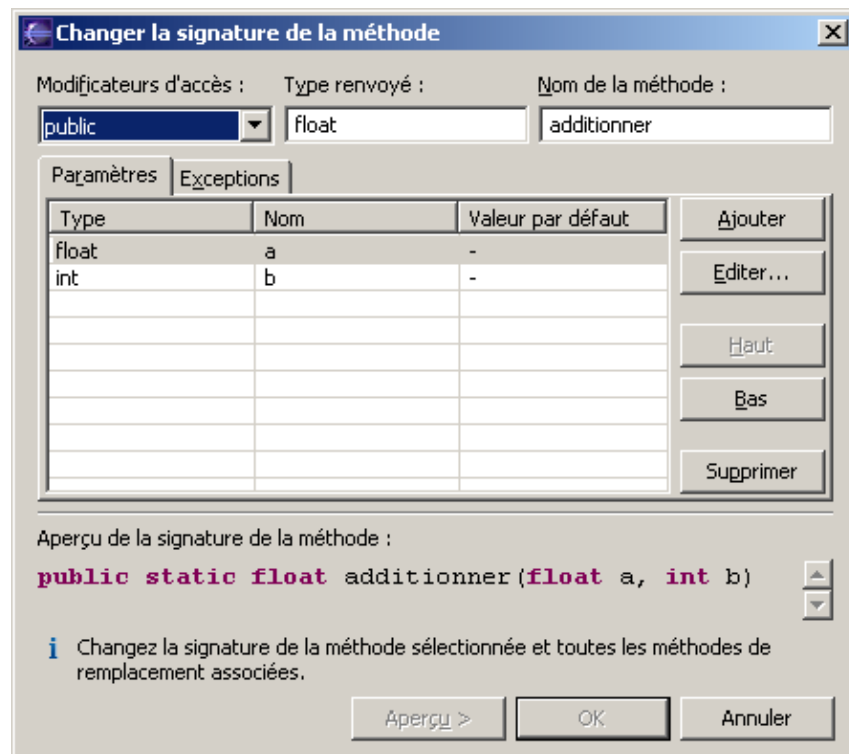 Changer la signature de la méthode
Modificateurs d'accès : Type renvoyé : Nom de la méthode :
public float additionner
Paramètres Exceptions
Type Nom Valeur par défaut Ajouter
float a -
int b - Editer...
Haut
Bas
Supprimer
Aperçu de la signature de la méthode :
public static float additionner(float a, int b)
i Changez la signature de la méthode sélectionnée et toutes les méthodes de
remplacement associées.
Aperçu > OK Annuler